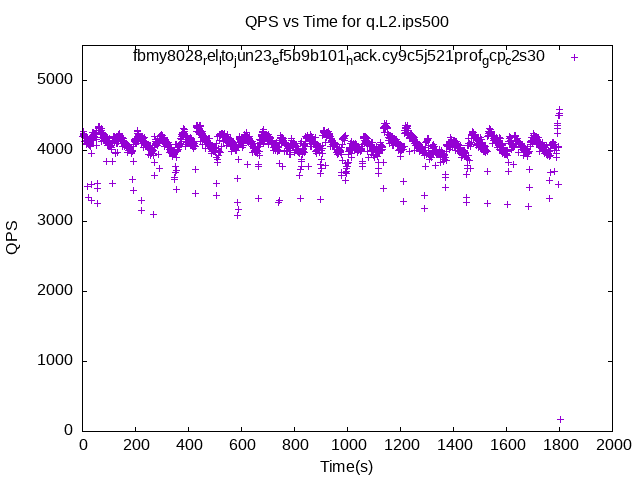 QPS vs Time for q.L2.ips500
fbmy8028relltojun23ef5b9b101hack.cy9c5j521profgcpc2s30
5000
4000
3000
2000
1000
0
QPS
0 200 400 600 800 1000 1200 1400 1600 1800 2000
Time(s)